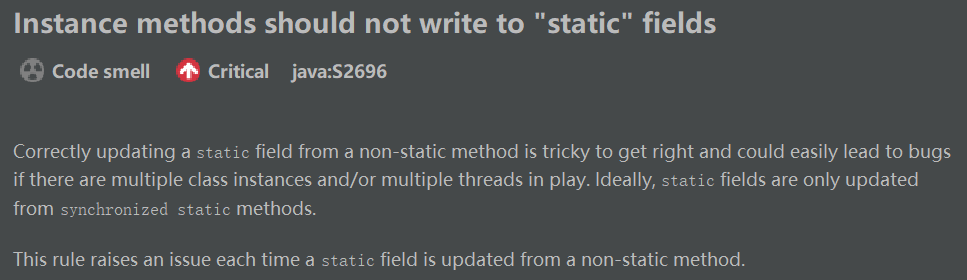 Instance methods should not write to "static" fields
Code smell Critical java:S2696
Correctly updating a static field from a non-static method is tricky to get right and could easily lead to bugs
if there are multiple class instances and/or multiple threads in play. Ideally, static fields are only updated
from synchronized static methods.
This rule raises an issue each time a static field is updated from a non-static method.